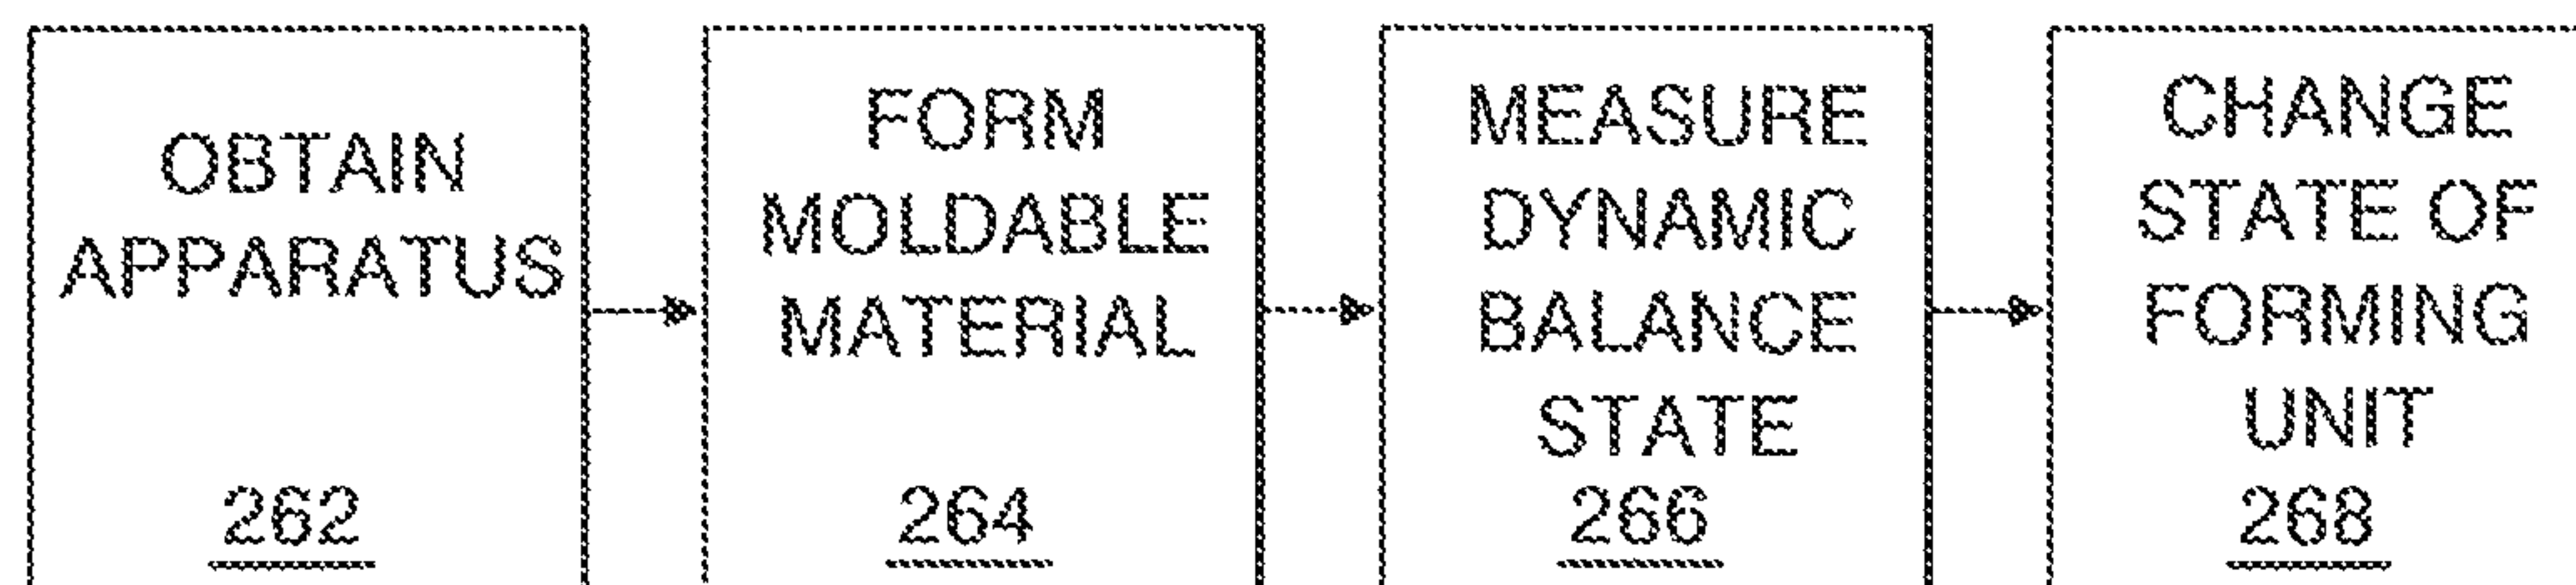 OBTAIN
APPARATUS
262
FORM
MOLDABLE
MATERIAL
264
MEASURE
DYNAMIC
BALANCE
STATE
266
CHANGE
STATE OF
FORMING
UNIT
268